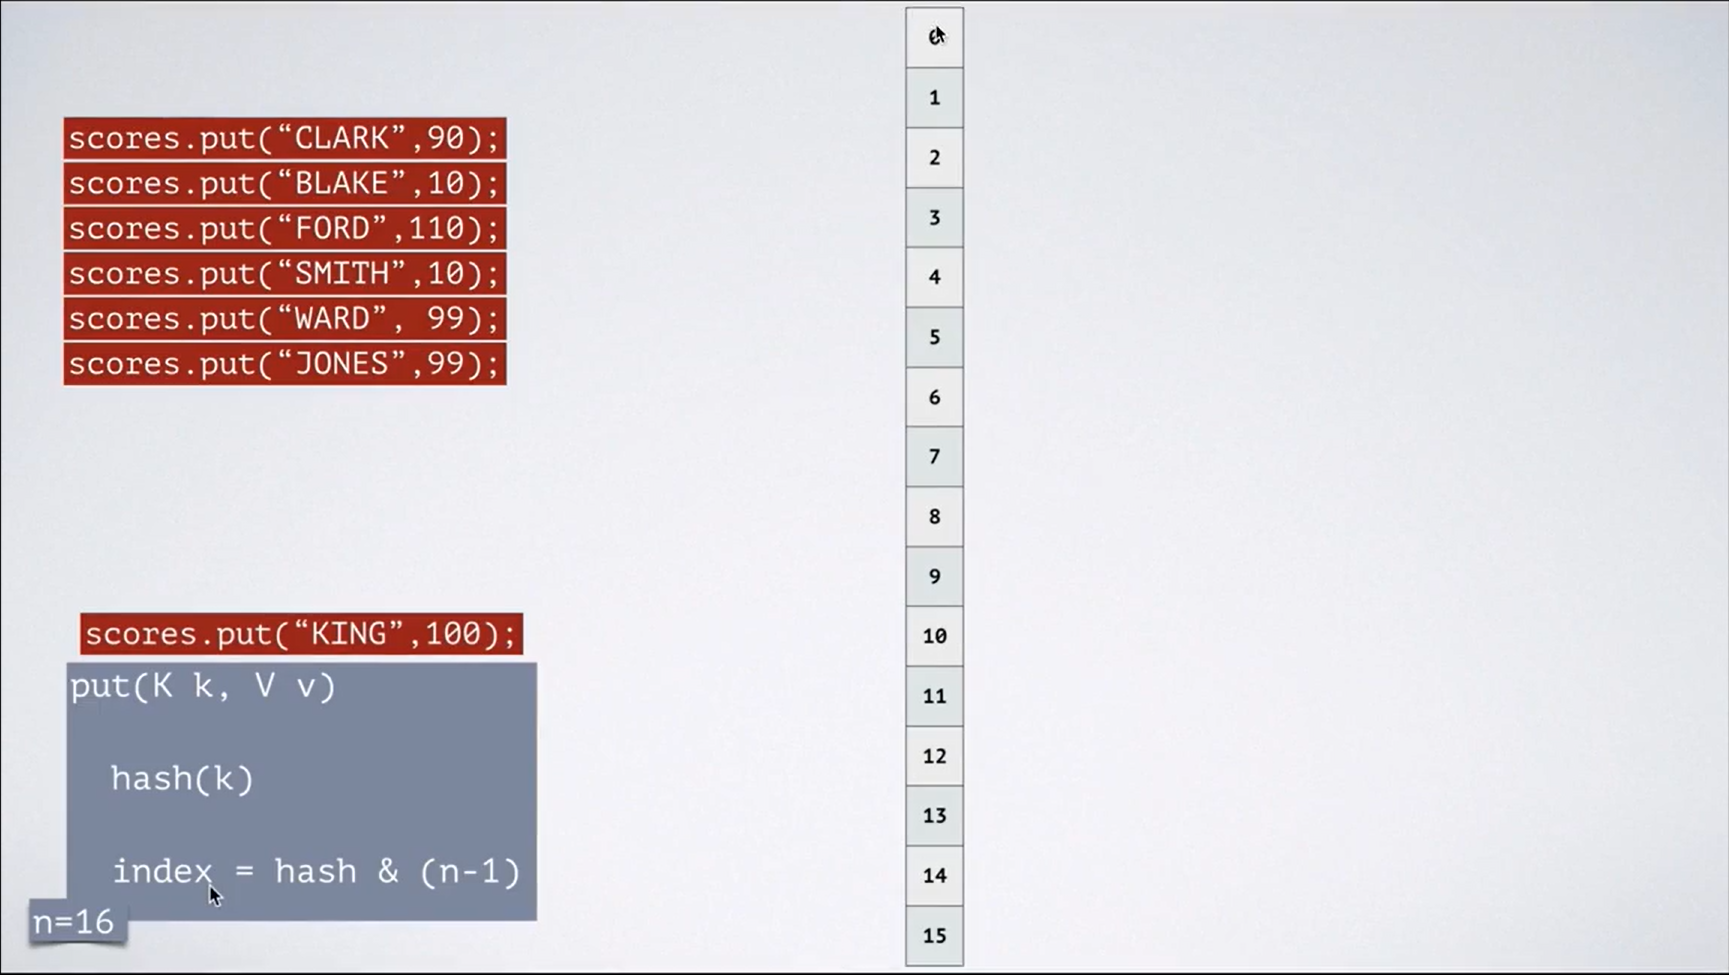 scores.put(“CLARK”,90);
scores.put(“BLAKE”,10);
scores.put(“FORD”,110);
scores.put(“SMITH”,10);
scores.put(“WARD”, 99);
scores.put(“JONES”,99);
scores.put(“KING”,100);
put(K k, V v)
hash(k)
index = hash & (n-1)
n=16
0
1
2
3
4
5
6
7
8
9
10
11
12
13
14
15